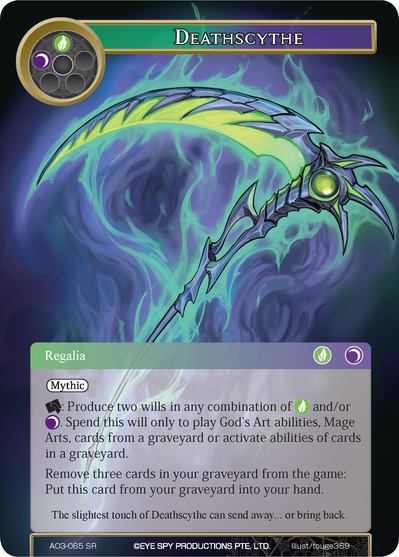 Deathscythe
Regalia
Mythic
: Produce two wills in any combination of and/or
. Spend this will only to play God's Art abilities, Mage
Arts, cards from a graveyard or activate abilities of cards
in a graveyard.
Remove three cards in your graveyard from the game:
Put this card from your graveyard into your hand.
The slightest touch of Deathscythe can send away... or bring back.
AO3-065 SR
©EYE SPY PRODUCTIONS PTE. LTD.
Illust/touge369